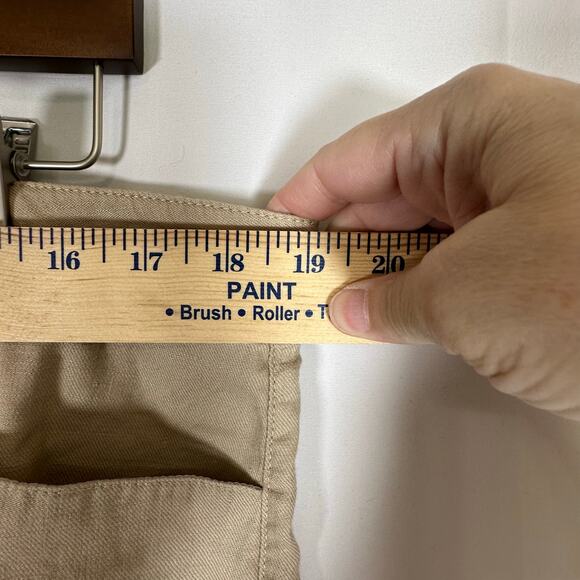 16 17 18 19 20
PAINT
• Brush • Roller • T